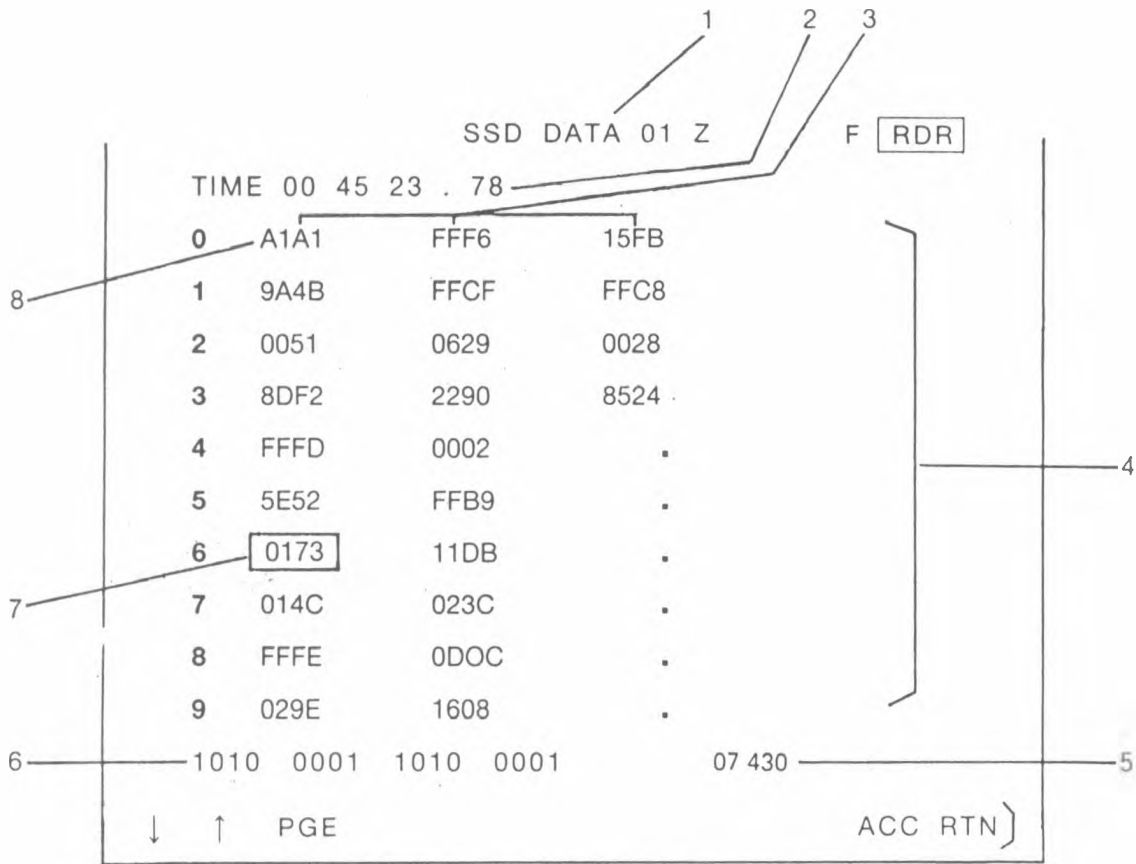 1 2 3
SSD DATA 01 Z F RDR
TIME 00 45 23 . 78
0 A1A1 FFF6 15FB
8
1 9A4B FFCF FFC8
2 0051 0629 0028
3 8DF2 2290 8524 .
4 FFFD 0002 .
4
5 5E52 FFB9 .
6 0173 11DB .
7
7 014C 023C .
8 FFFE 0DOC .
9 029E 1608 .
6 1010 0001 1010 0001 07 430 5
↓ ↑ PGE ACC RTN